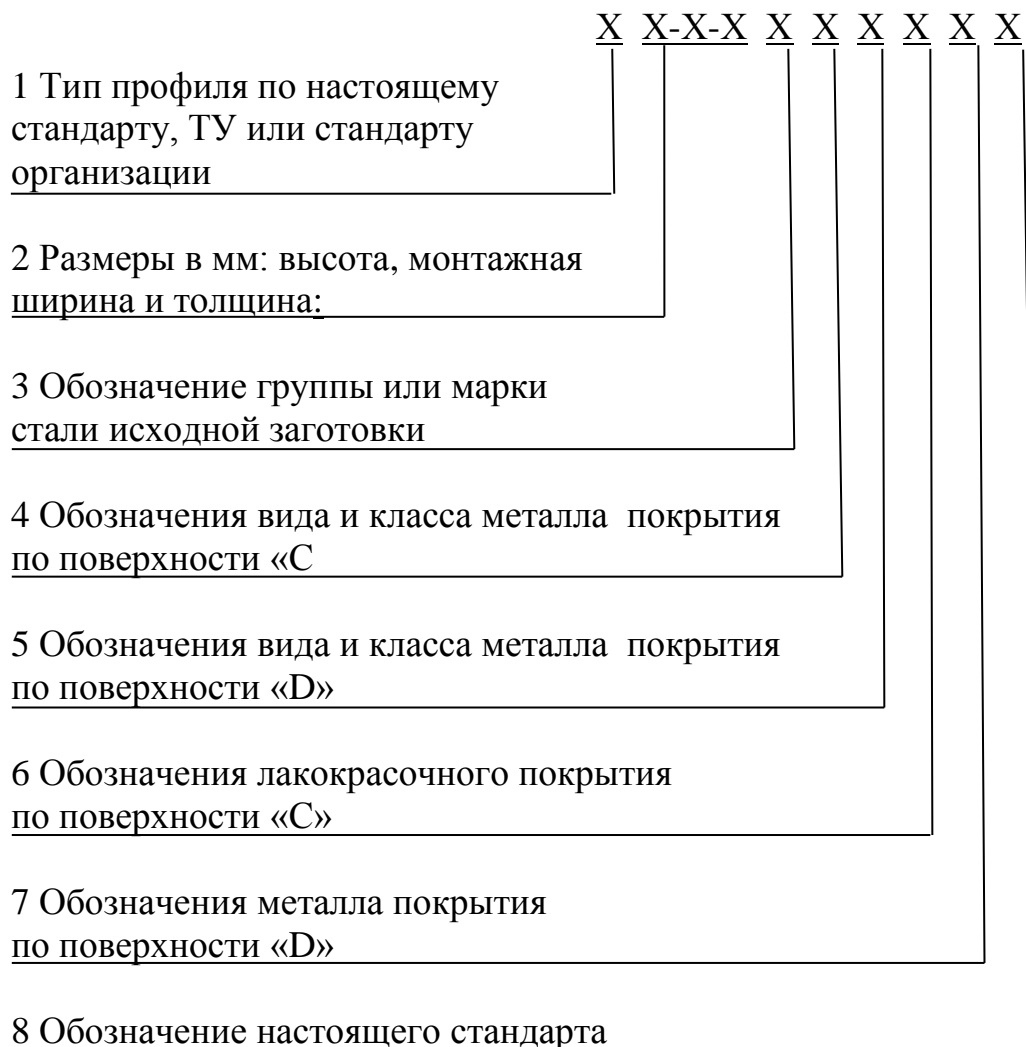 X X-X-X X X X X X X
1 Тип профиля по настоящему
стандарту, ТУ или стандарту
организации
2 Размеры в мм: высота, монтажная
ширина и толщина:
3 Обозначение группы или марки
стали исходной заготовки
4 Обозначения вида и класса металла  покрытия
по поверхности «С
5 Обозначения вида и класса металла  покрытия
по поверхности «D»
6 Обозначения лакокрасочного покрытия
по поверхности «С»
7 Обозначения металла покрытия
по поверхности «D»
8 Обозначение настоящего стандарта